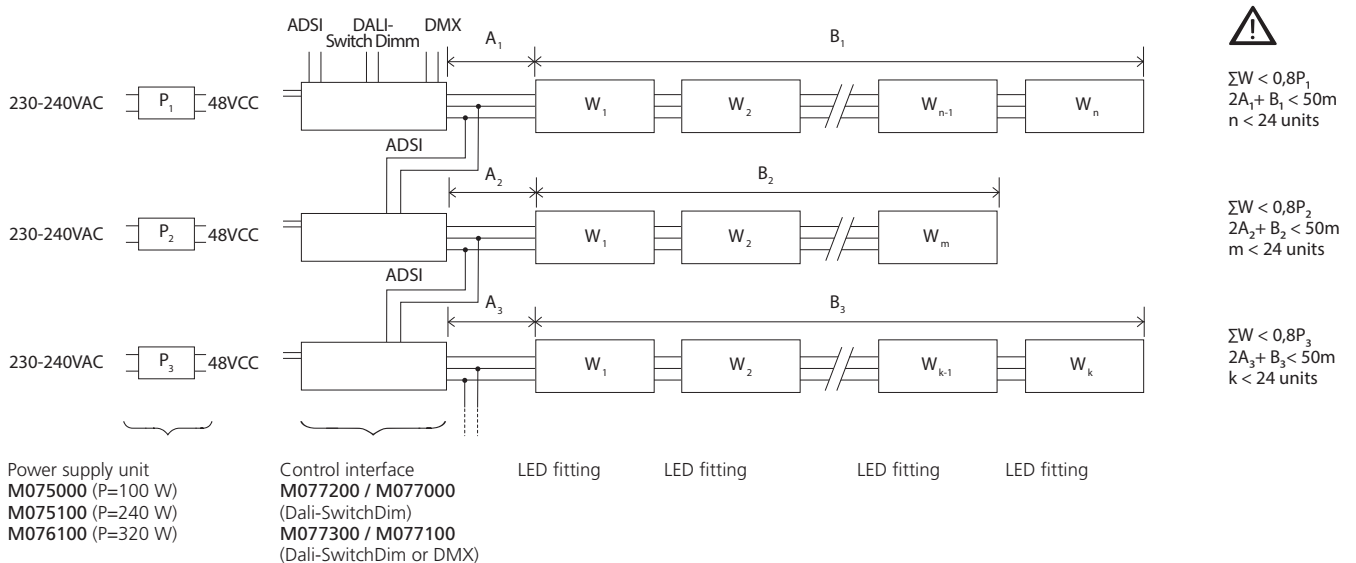 ADSI DALI- DMX
Switch Dimm
A₁ B₁
230-240VAC P₁ 48VCC W₁ W₂ Wₙ₋₁ Wₙ
∑W < 0,8P₁
2A₁+ B₁ < 50m
n < 24 units
ADSI
A₂ B₂
230-240VAC P₂ 48VCC W₁ W₂ Wₘ
∑W < 0,8P₂
2A₂+ B₂ < 50m
m < 24 units
ADSI
A₃ B₃
230-240VAC P₃ 48VCC W₁ W₂ Wₖ₋₁ Wₖ
∑W < 0,8P₃
2A₃+ B₃< 50m
k < 24 units
Power supply unit
M075000 (P=100 W)
M075100 (P=240 W)
M076100 (P=320 W)
Control interface
M077200 / M077000
(Dali-SwitchDim)
M077300 / M077100
(Dali-SwitchDim or DMX)
LED fitting LED fitting LED fitting LED fitting